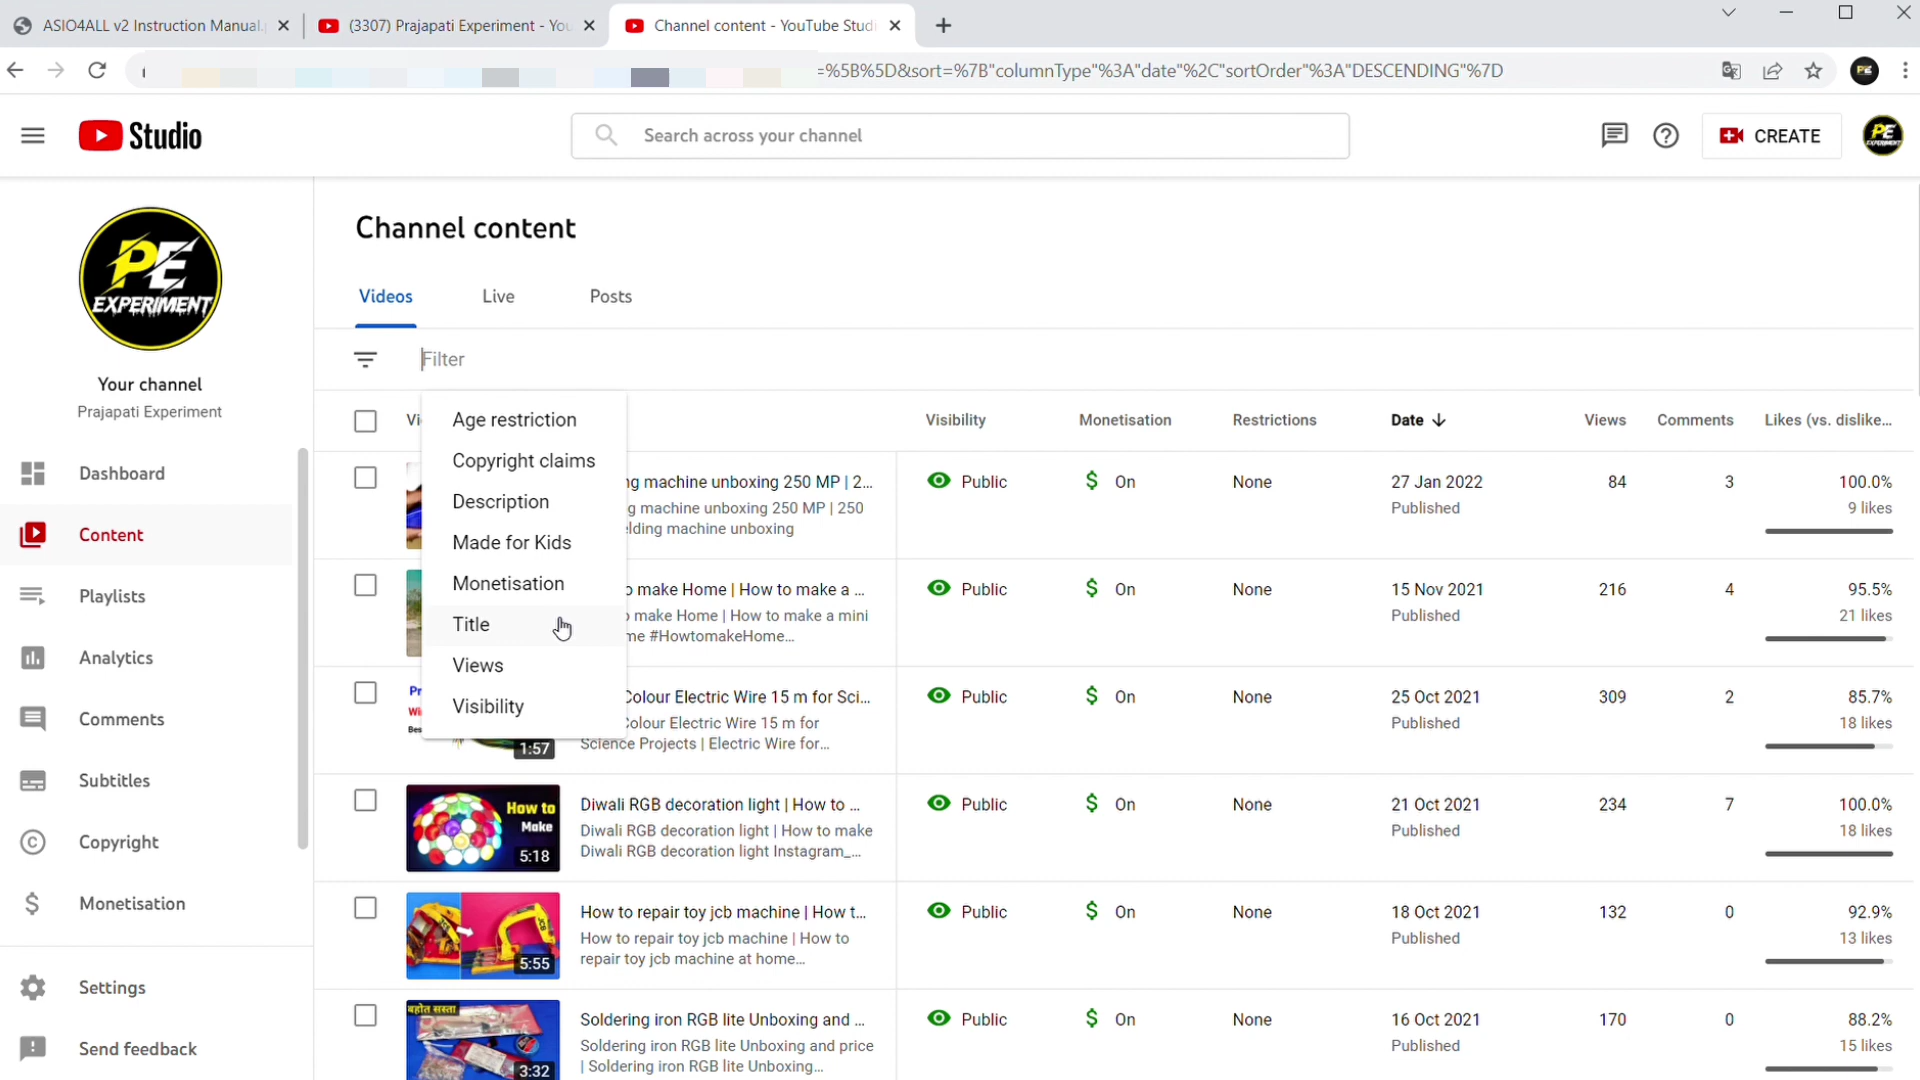 ASIO4ALL v2 Instruction Manual.
(3307) Prajapati Experiment - You
Channel content - YouTube Studi
=%5B%5D&sort=%7B"columnType"%3A"date"%2C"sortOrder"%3A"DESCENDING"%7D
Studio
Search across your channel
CREATE
PE
EXPERIMENT
PE
EXPERIMENT
Your channel
Prajapati Experiment
Dashboard
Content
Playlists
Analytics
Comments
Subtitles
Copyright
Monetisation
Settings
Send feedback
Channel content
Videos Live Posts
Filter
Age restriction
Copyright claims
Description
Made for Kids
Monetisation
Title
Views
Visibility
Visibility Monetisation Restrictions Date Views Comments Likes (vs. dislike...
ng machine unboxing 250 MP | 2... Public On None 27 Jan 2022 84 3 100.0%
g machine unboxing 250 MP | 250 Published 9 likes
lding machine unboxing
o make Home | How to make a ... Public On None 15 Nov 2021 216 4 95.5%
o make Home | How to make a mini Published 21 likes
me #HowtomakeHome...
Colour Electric Wire 15 m for Sci... Public On None 25 Oct 2021 309 2 85.7%
Colour Electric Wire 15 m for Published 18 likes
Science Projects | Electric Wire for...
1:57
Diwali RGB decoration light | How to ... Public On None 21 Oct 2021 234 7 100.0%
Diwali RGB decoration light | How to make Published 18 likes
Diwali RGB decoration light Instagram_...
How to
Make
5:18
How to repair toy jcb machine | How t... Public On None 18 Oct 2021 132 0 92.9%
How to repair toy jcb machine | How to Published 13 likes
repair toy jcb machine at home...
5:55
Soldering iron RGB lite Unboxing and ... Public On None 16 Oct 2021 170 0 88.2%
Soldering iron RGB lite Unboxing and price Published 15 likes
| Soldering iron RGB lite Unboxing...
बहोत सस्ता
3:32